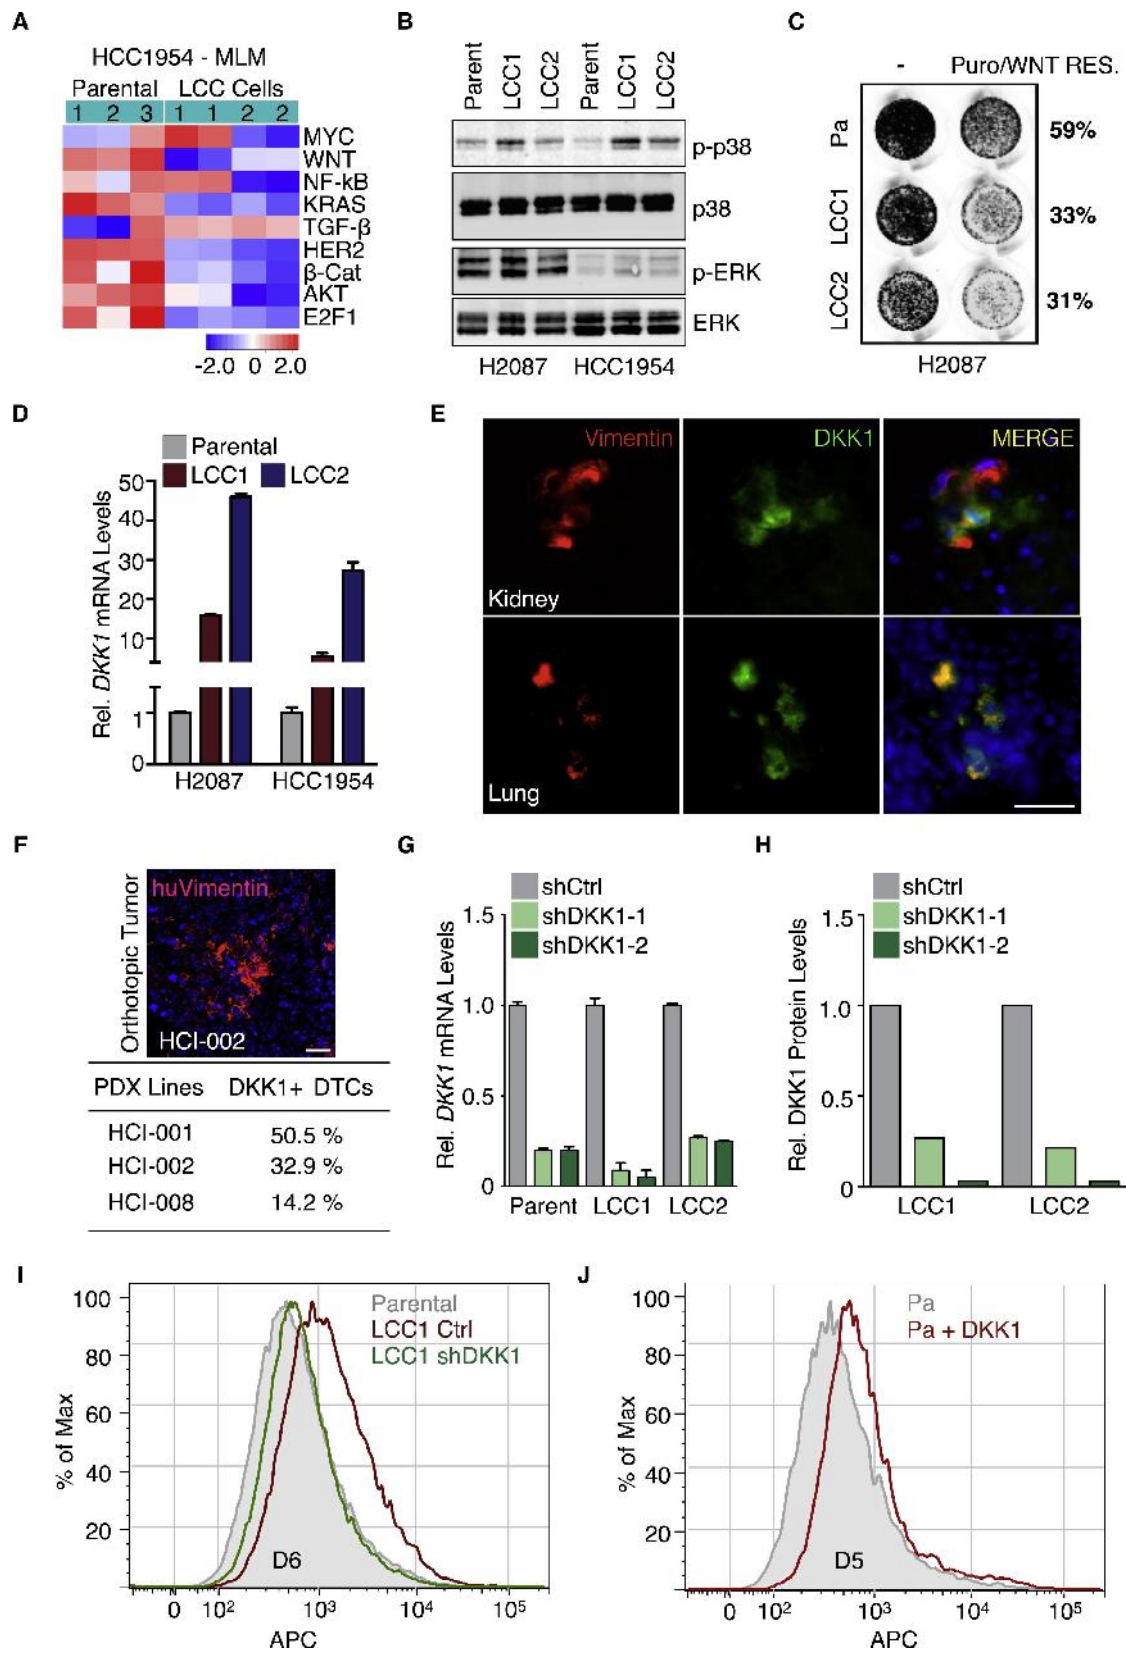 A
HCC1954 - MLM
Parental LCC Cells
1 2 3 1 1 2 2
MYC
WNT
NF-kB
KRAS
TGF-β
HER2
β-Cat
AKT
E2F1
-2.0 0 2.0
B
Parent LCC1 LCC2 Parent LCC1 LCC2
p-p38
p38
p-ERK
ERK
H2087 HCC1954
C
- Puro/WNT RES.
Pa 59%
LCC1 33%
LCC2 31%
H2087
D
Parental
LCC1 LCC2
Rel. DKK1 mRNA Levels
50
40
30
20
10
1
0
H2087 HCC1954
E
Vimentin DKK1 MERGE
Kidney
Lung
F
Orthotopic Tumor
huVimentin
HCI-002
PDX Lines DKK1+ DTCs
HCI-001 50.5 %
HCI-002 32.9 %
HCI-008 14.2 %
G
shCtrl
shDKK1-1
shDKK1-2
Rel. DKK1 mRNA Levels
1.5
1.0
0.5
0
Parent LCC1 LCC2
H
shCtrl
shDKK1-1
shDKK1-2
Rel. DKK1 Protein Levels
1.5
1.0
0.5
0
LCC1 LCC2
I
Parental
LCC1 Ctrl
LCC1 shDKK1
% of Max
100
80
60
40
20
D6
0 10² 10³ 10⁴ 10⁵
APC
J
Pa
Pa + DKK1
% of Max
100
80
60
40
20
D5
0 10² 10³ 10⁴ 10⁵
APC